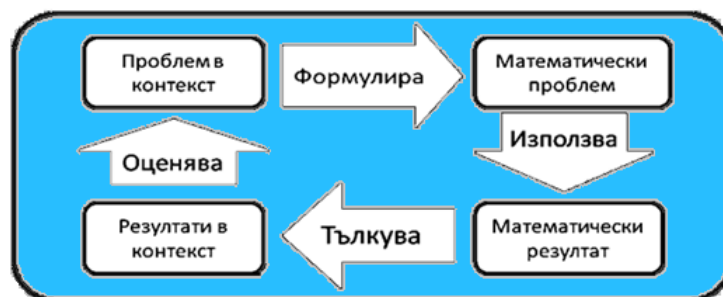 Проблем в
контекст
Формулира
Математически
проблем
Използва
Математически
резултат
Тълкува
Резултати в
контекст
Оценява